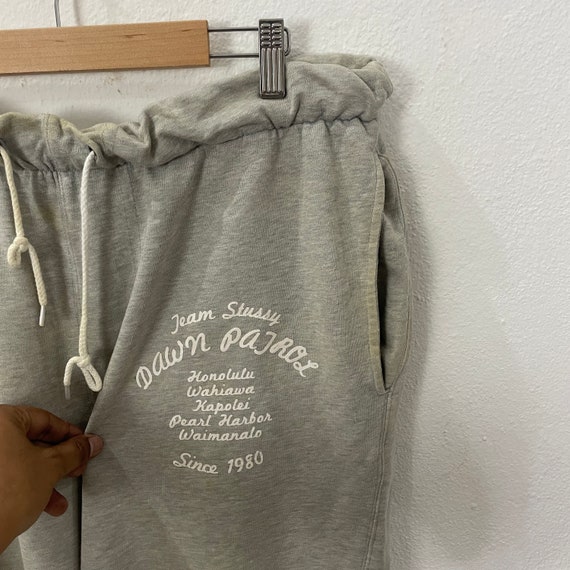 Team Stussy
DAWN PATROL
Honolulu
Wahiawa
Kapolei
Pearl Harbor
Waimanalo
Since 1980